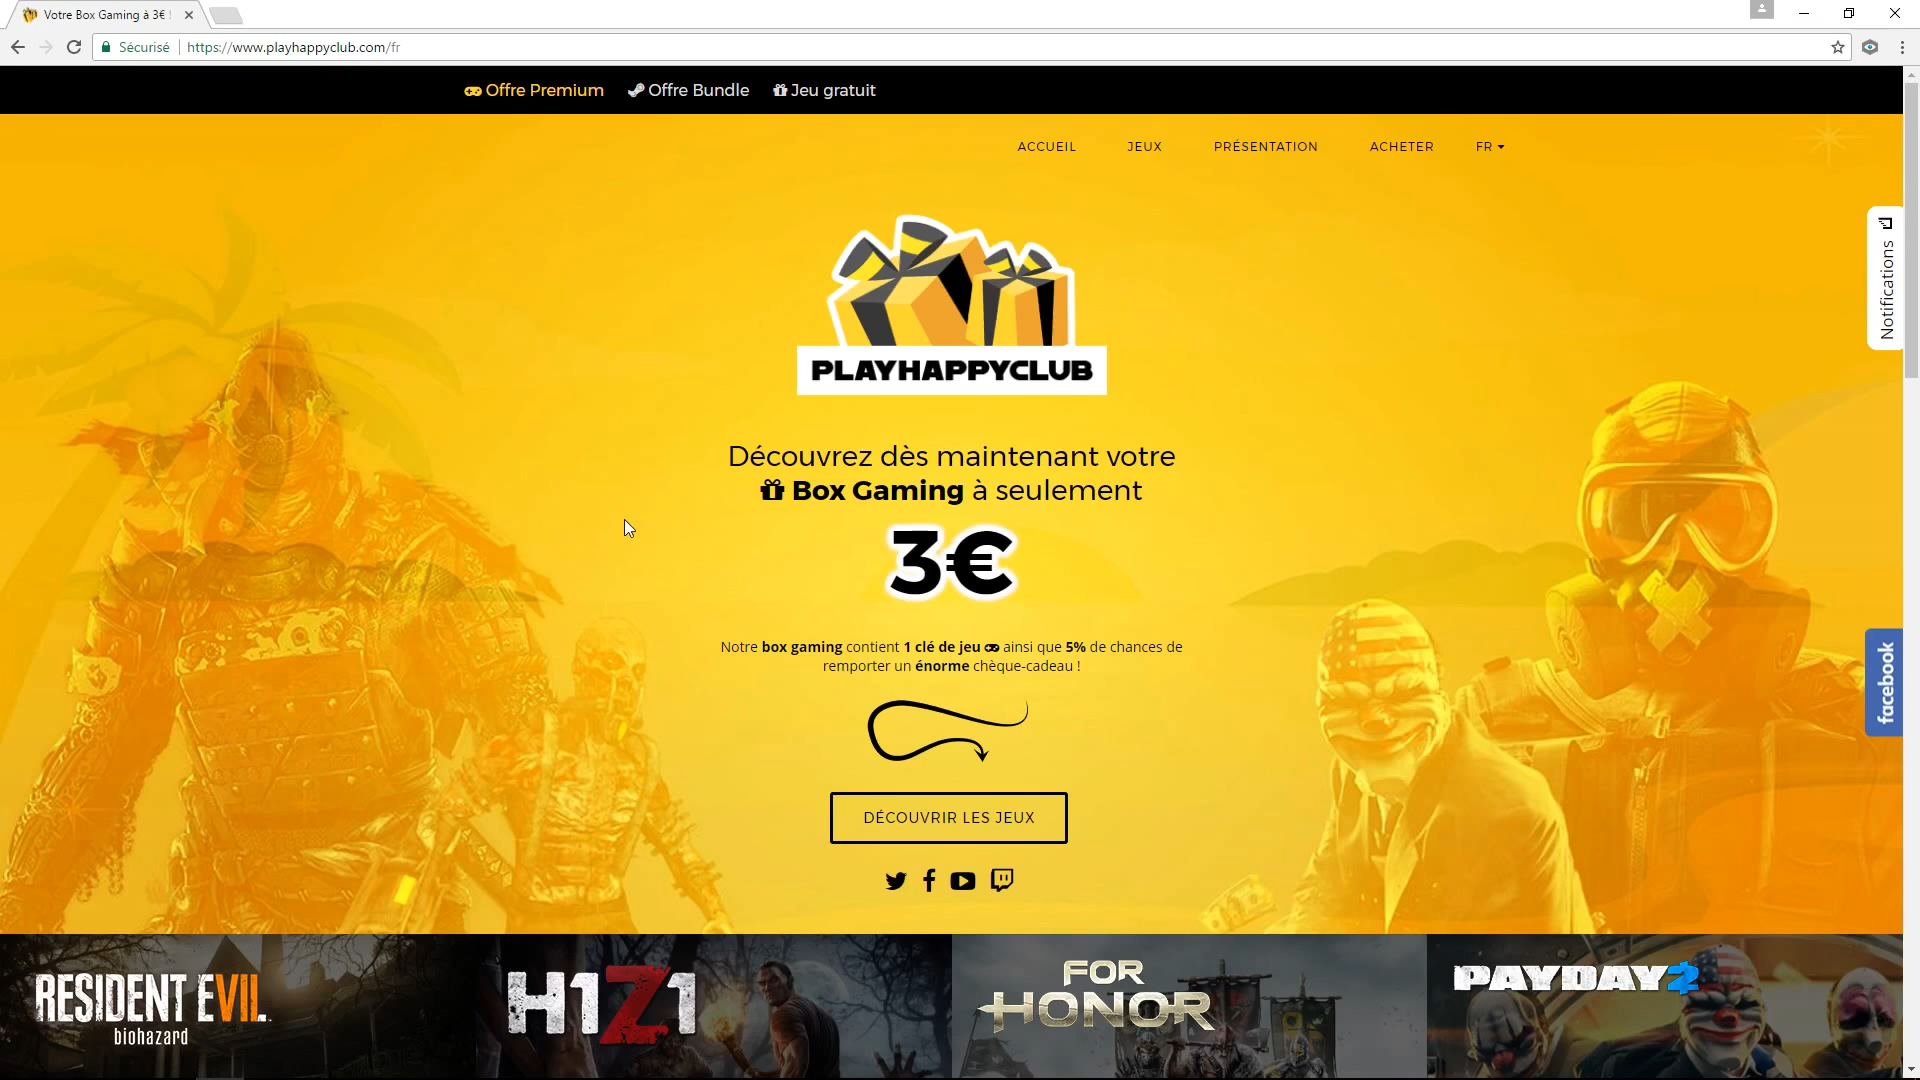 Votre Box Gaming à 3€ !
Sécurisé https://www.playhappyclub.com/fr
Offre Premium Offre Bundle Jeu gratuit
ACCUEIL JEUX PRÉSENTATION ACHETER FR
Notifications
PLAYHAPPYCLUB
Découvrez dès maintenant votre
Box Gaming à seulement
3€
Notre box gaming contient 1 clé de jeu ainsi que 5% de chances de
remporter un énorme chèque-cadeau !
facebook
DÉCOUVRIR LES JEUX
RESIDENT EVIL
biohazard
H1Z1
FOR
HONOR
PAYDAY2